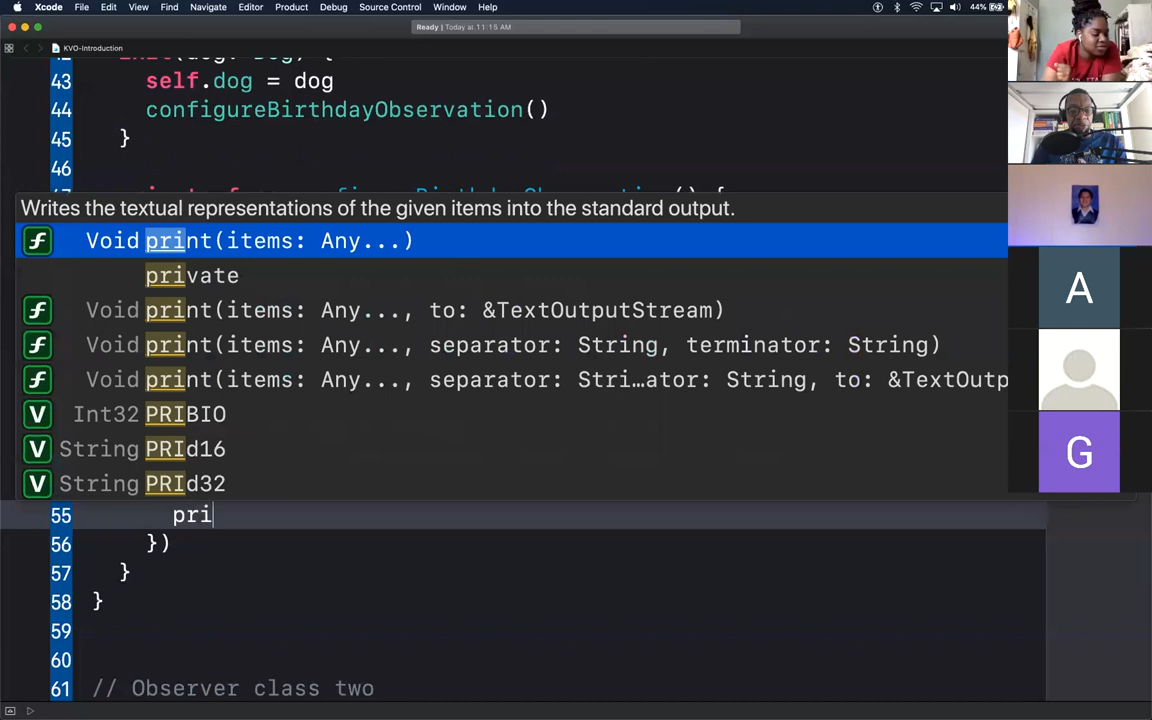 Xcode File Edit View Find Navigate Editor Product Debug Source Control Window Help 44%
Ready | Today at 11:15 AM
KVO-Introduction
43 self.dog = dog
44 configureBirthdayObservation()
45 }
46
Writes the textual representations of the given items into the standard output.
f Void print(items: Any...)
private
f Void print(items: Any..., to: &TextOutputStream)
f Void print(items: Any..., separator: String, terminator: String)
f Void print(items: Any..., separator: Stri…ator: String, to: &TextOutp
V Int32 PRIBIO
V String PRId16
V String PRId32
55 pri
56 })
57 }
58 }
59
60
61 // Observer class two
A
G